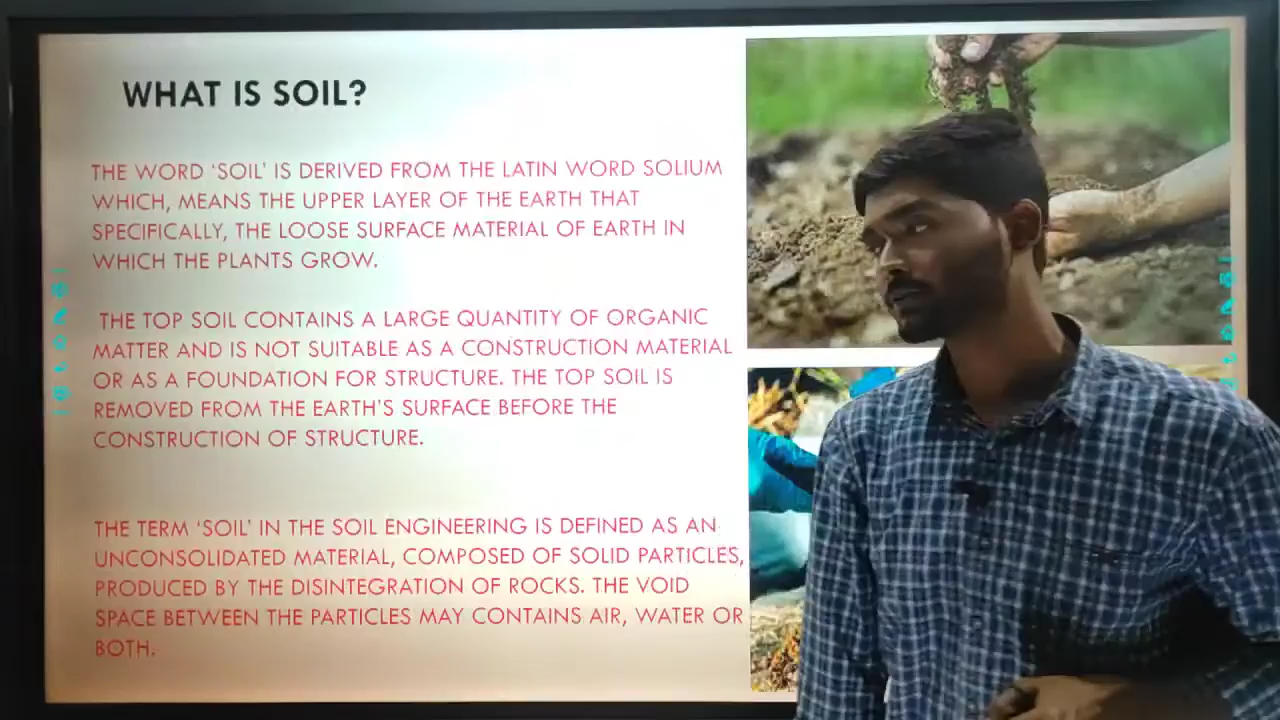 WHAT IS SOIL?
THE WORD ‘SOIL’ IS DERIVED FROM THE LATIN WORD SOLIUM
WHICH, MEANS THE UPPER LAYER OF THE EARTH THAT
SPECIFICALLY, THE LOOSE SURFACE MATERIAL OF EARTH IN
WHICH THE PLANTS GROW.
THE TOP SOIL CONTAINS A LARGE QUANTITY OF ORGANIC
MATTER AND IS NOT SUITABLE AS A CONSTRUCTION MATERIAL
OR AS A FOUNDATION FOR STRUCTURE. THE TOP SOIL IS
REMOVED FROM THE EARTH’S SURFACE BEFORE THE
CONSTRUCTION OF STRUCTURE.
THE TERM ‘SOIL’ IN THE SOIL ENGINEERING IS DEFINED AS AN
UNCONSOLIDATED MATERIAL, COMPOSED OF SOLID PARTICLES,
PRODUCED BY THE DISINTEGRATION OF ROCKS. THE VOID
SPACE BETWEEN THE PARTICLES MAY CONTAINS AIR, WATER OR
BOTH.